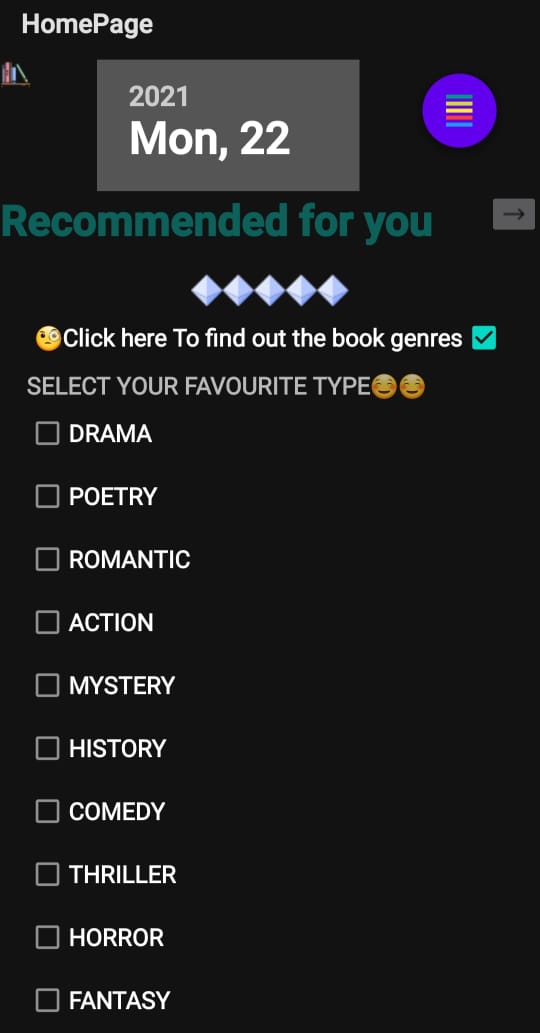 HomePage
2021
Mon, 22
Recommended for you
Click here To find out the book genres
SELECT YOUR FAVOURITE TYPE
DRAMA
POETRY
ROMANTIC
ACTION
MYSTERY
HISTORY
COMEDY
THRILLER
HORROR
FANTASY